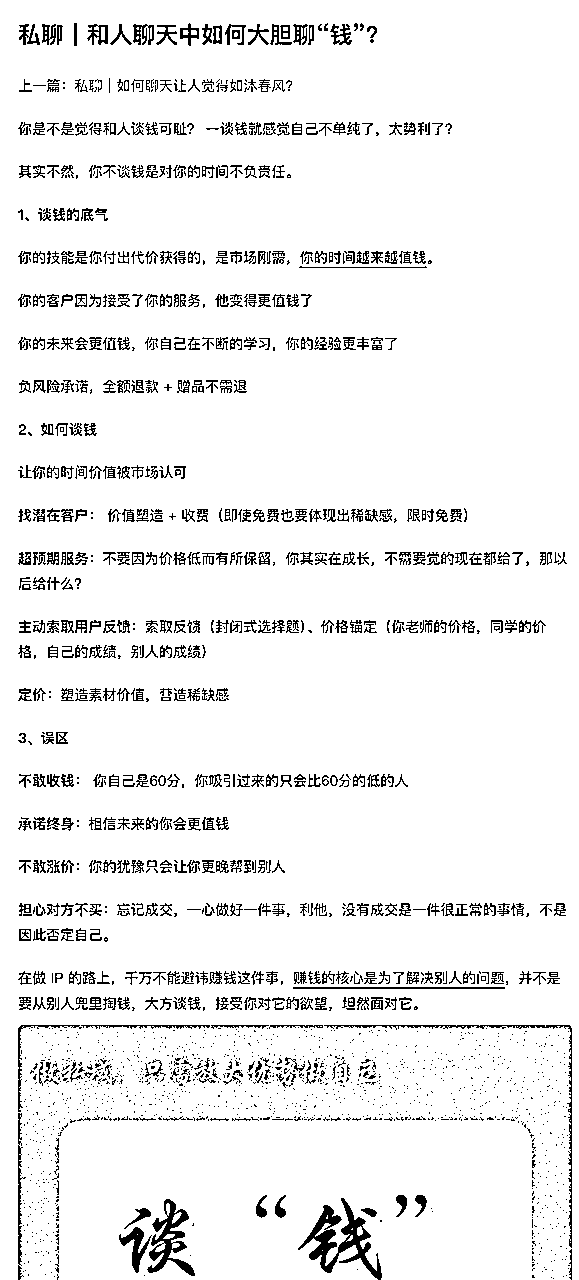 私聊｜和人聊天中如何大胆聊“钱”？
上一篇：私聊｜如何聊天让人觉得如沐春风？
你是不是觉得和人谈钱可耻？ 一谈钱就感觉自己不单纯了，太势利了？
其实不然，你不谈钱是对你的时间不负责任。
1、谈钱的底气
你的技能是你付出代价获得的，是市场刚需，你的时间越来越值钱。
你的客户因为接受了你的服务，他变得更值钱了
你的未来会更值钱，你自己在不断的学习，你的经验更丰富了
负风险承诺，全额退款 + 赠品不需退
2、如何谈钱
让你的时间价值被市场认可
找潜在客户： 价值塑造 + 收费（即使免费也要体现出稀缺感，限时免费）
超预期服务：不要因为价格低而有所保留，你其实在成长，不需要觉的现在都给了，那以
后给什么？
主动索取用户反馈：索取反馈（封闭式选择题）、价格锚定（你老师的价格，同学的价
格，自己的成绩，别人的成绩）
定价：塑造素材价值，营造稀缺感
3、误区
不敢收钱： 你自己是60分，你吸引过来的只会比60分的低的人
承诺终身：相信未来的你会更值钱
不敢涨价：你的犹豫只会让你更晚帮到别人
担心对方不买：忘记成交，一心做好一件事，利他，没有成交是一件很正常的事情，不是
因此否定自己。
在做 IP 的路上，千万不能避讳赚钱这件事，赚钱的核心是为了解决别人的问题，并不是
要从别人兜里掏钱，大方谈钱，接受你对它的欲望，坦然面对它。
谈 “钱”